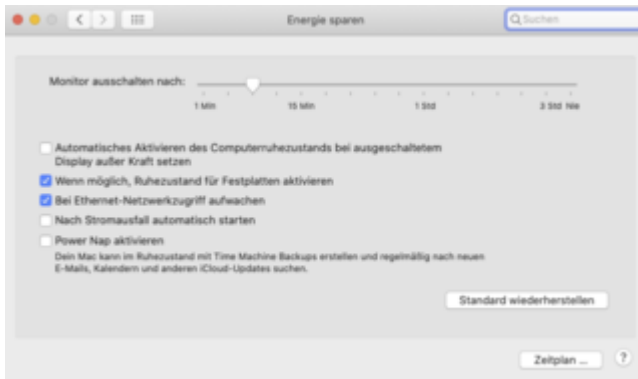 Energie sparen
Suchen
Monitor ausschalten nach:
1 Min 15 Min 1 Std 3 Std Nie
Automatisches Aktivieren des Computerruhezustands bei ausgeschaltetem
Display außer Kraft setzen
Wenn möglich, Ruhezustand für Festplatten aktivieren
Bei Ethernet-Netzwerkzugriff aufwachen
Nach Stromausfall automatisch starten
Power Nap aktivieren
Dein Mac kann im Ruhezustand mit Time Machine Backups erstellen und regelmäßig nach neuen
E-Mails, Kalendern und anderen iCloud-Updates suchen.
Standard wiederherstellen
Zeitplan ... ?